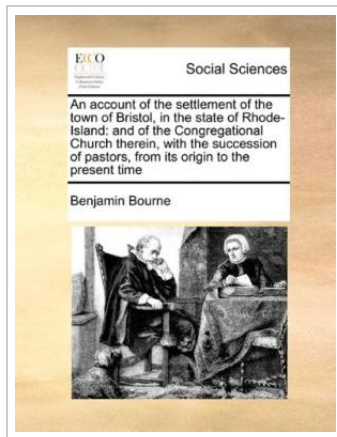 ECCO
Social Sciences
An account of the settlement of the
town of Bristol, in the state of Rhode-
Island: and of the Congregational
Church therein, with the succession
of pastors, from its origin to the
present time
Benjamin Bourne